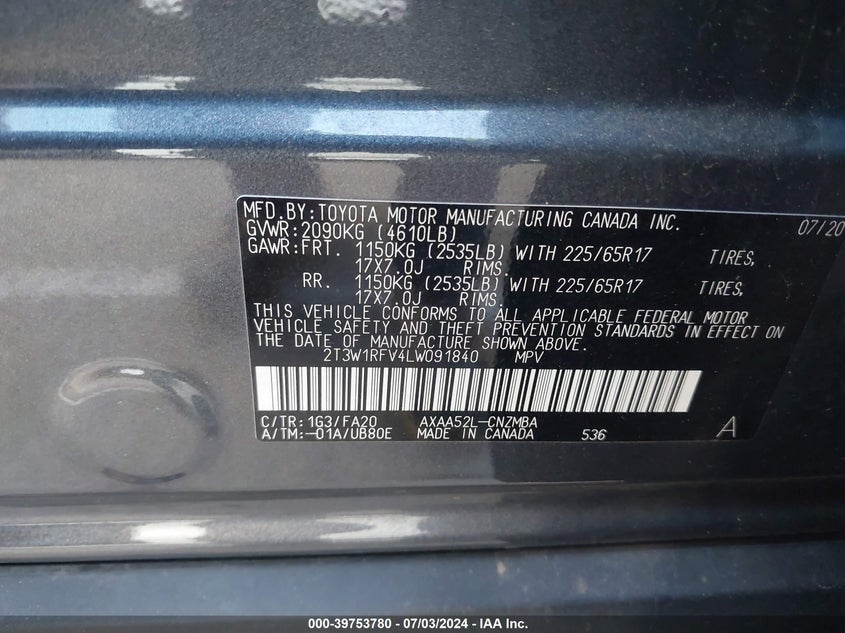 MFD.BY:TOYOTA MOTOR MANUFACTURING CANADA INC. 07/20
GVWR:2090KG (4610LB)
GAWR:FRT. 1150KG (2535LB) WITH 225/65R17 TIRES,
17X7.0J RIMS.
RR. 1150KG (2535LB) WITH 225/65R17 TIRES,
17X7.0J RIMS.
THIS VEHICLE CONFORMS TO ALL APPLICABLE FEDERAL MOTOR
VEHICLE SAFETY AND THEFT PREVENTION STANDARDS IN EFFECT ON
THE DATE OF MANUFACTURE SHOWN ABOVE.
2T3W1RFV4LW091840 MPV
C/TR:1G3/FA20 AXAA52L-CNZMBA
A/TM:-01A/UB80E MADE IN CANADA 536 A
000-39753780 - 07/03/2024 - IAA Inc.